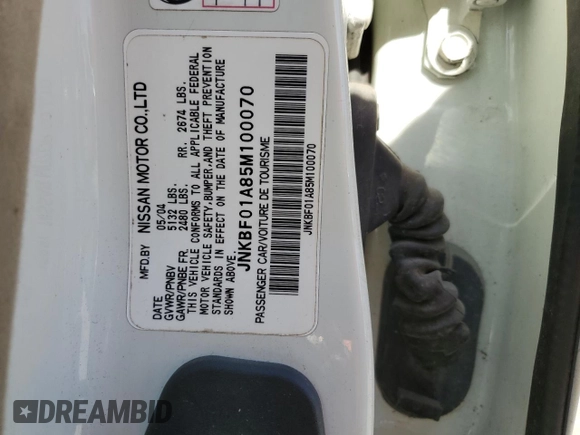 MFD.BY NISSAN MOTOR CO.,LTD
DATE 05/04
GVWR/PNBV 5132 LBS.
GAWR/PNBE FR. 2480 LBS. RR. 2674 LBS.
THIS VEHICLE CONFORMS TO ALL APPLICABLE FEDERAL
MOTOR VEHICLE SAFETY,BUMPER,AND THEFT PREVENTION
STANDARDS IN EFFECT ON THE DATE OF MANUFACTURE
SHOWN ABOVE.
JNKBF01A85M100070
PASSENGER CAR/VOITURE DE TOURISME
JNKBF01A85M100070
DREAMBID